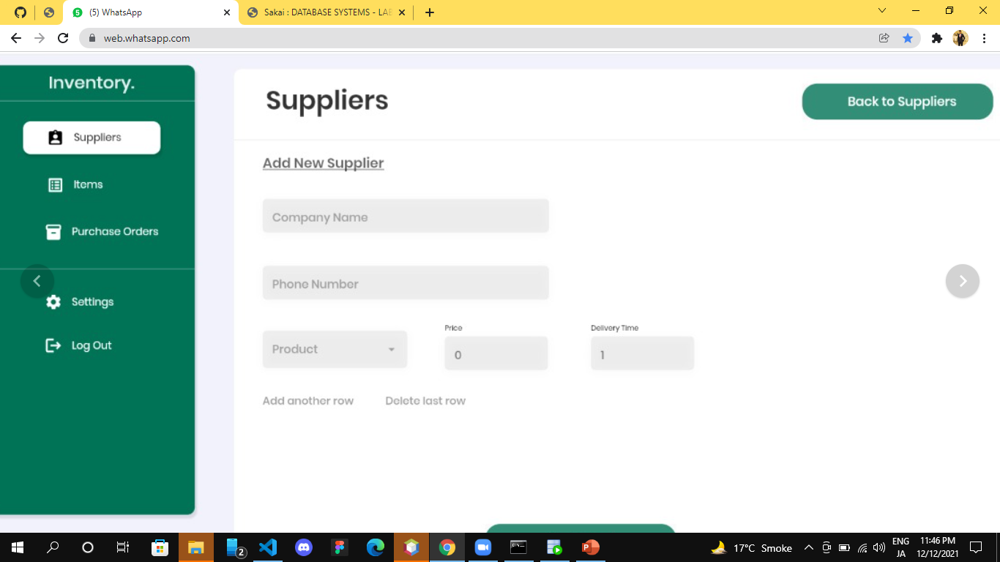 (5) WhatsApp
Sakai : DATABASE SYSTEMS - LAB
web.whatsapp.com
Inventory.
Suppliers
Back to Suppliers
Suppliers
Add New Supplier
Items
Company Name
Purchase Orders
Phone Number
Settings
Price
Delivery Time
Product
0
1
Log Out
Add another row
Delete last row
2
17°C Smoke
ENG
JA
11:46 PM
12/12/2021